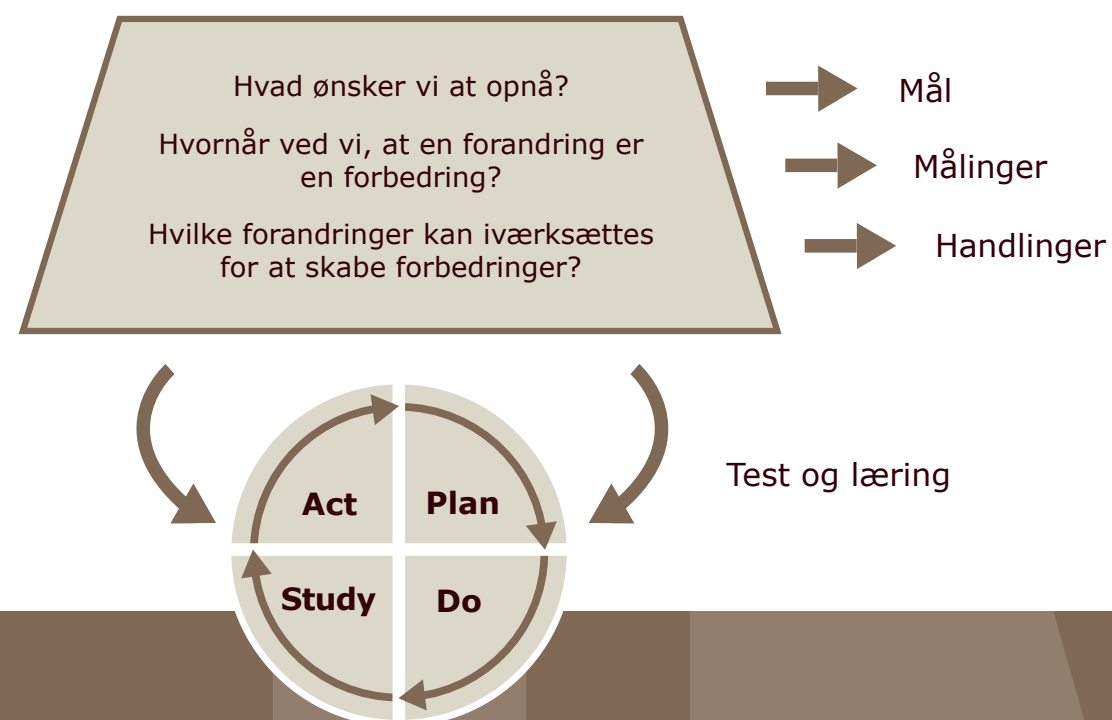 Hvad ønsker vi at opnå?
Mål
Hvornår ved vi, at en forandring er
en forbedring?
Målinger
Hvilke forandringer kan iværksættes
for at skabe forbedringer?
Handlinger
Test og læring
Act
Plan
Study
Do